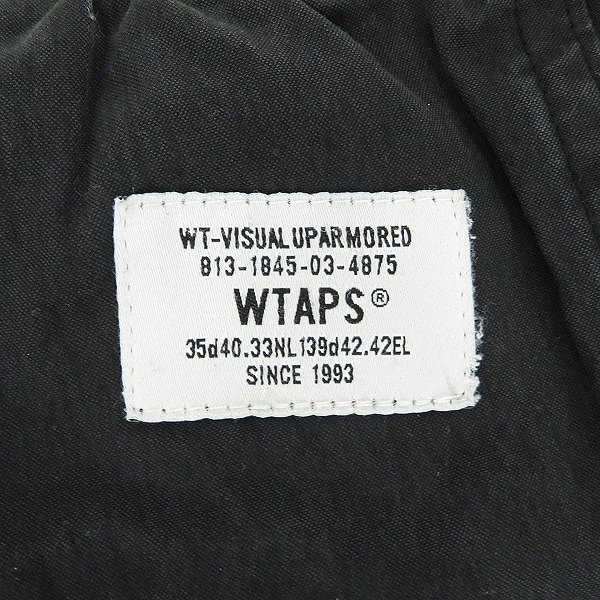 WT-VISUALUPARMORED
813-1845-03-4875
WTAPS®
35d40.33NL139d42.42EL
SINCE 1993